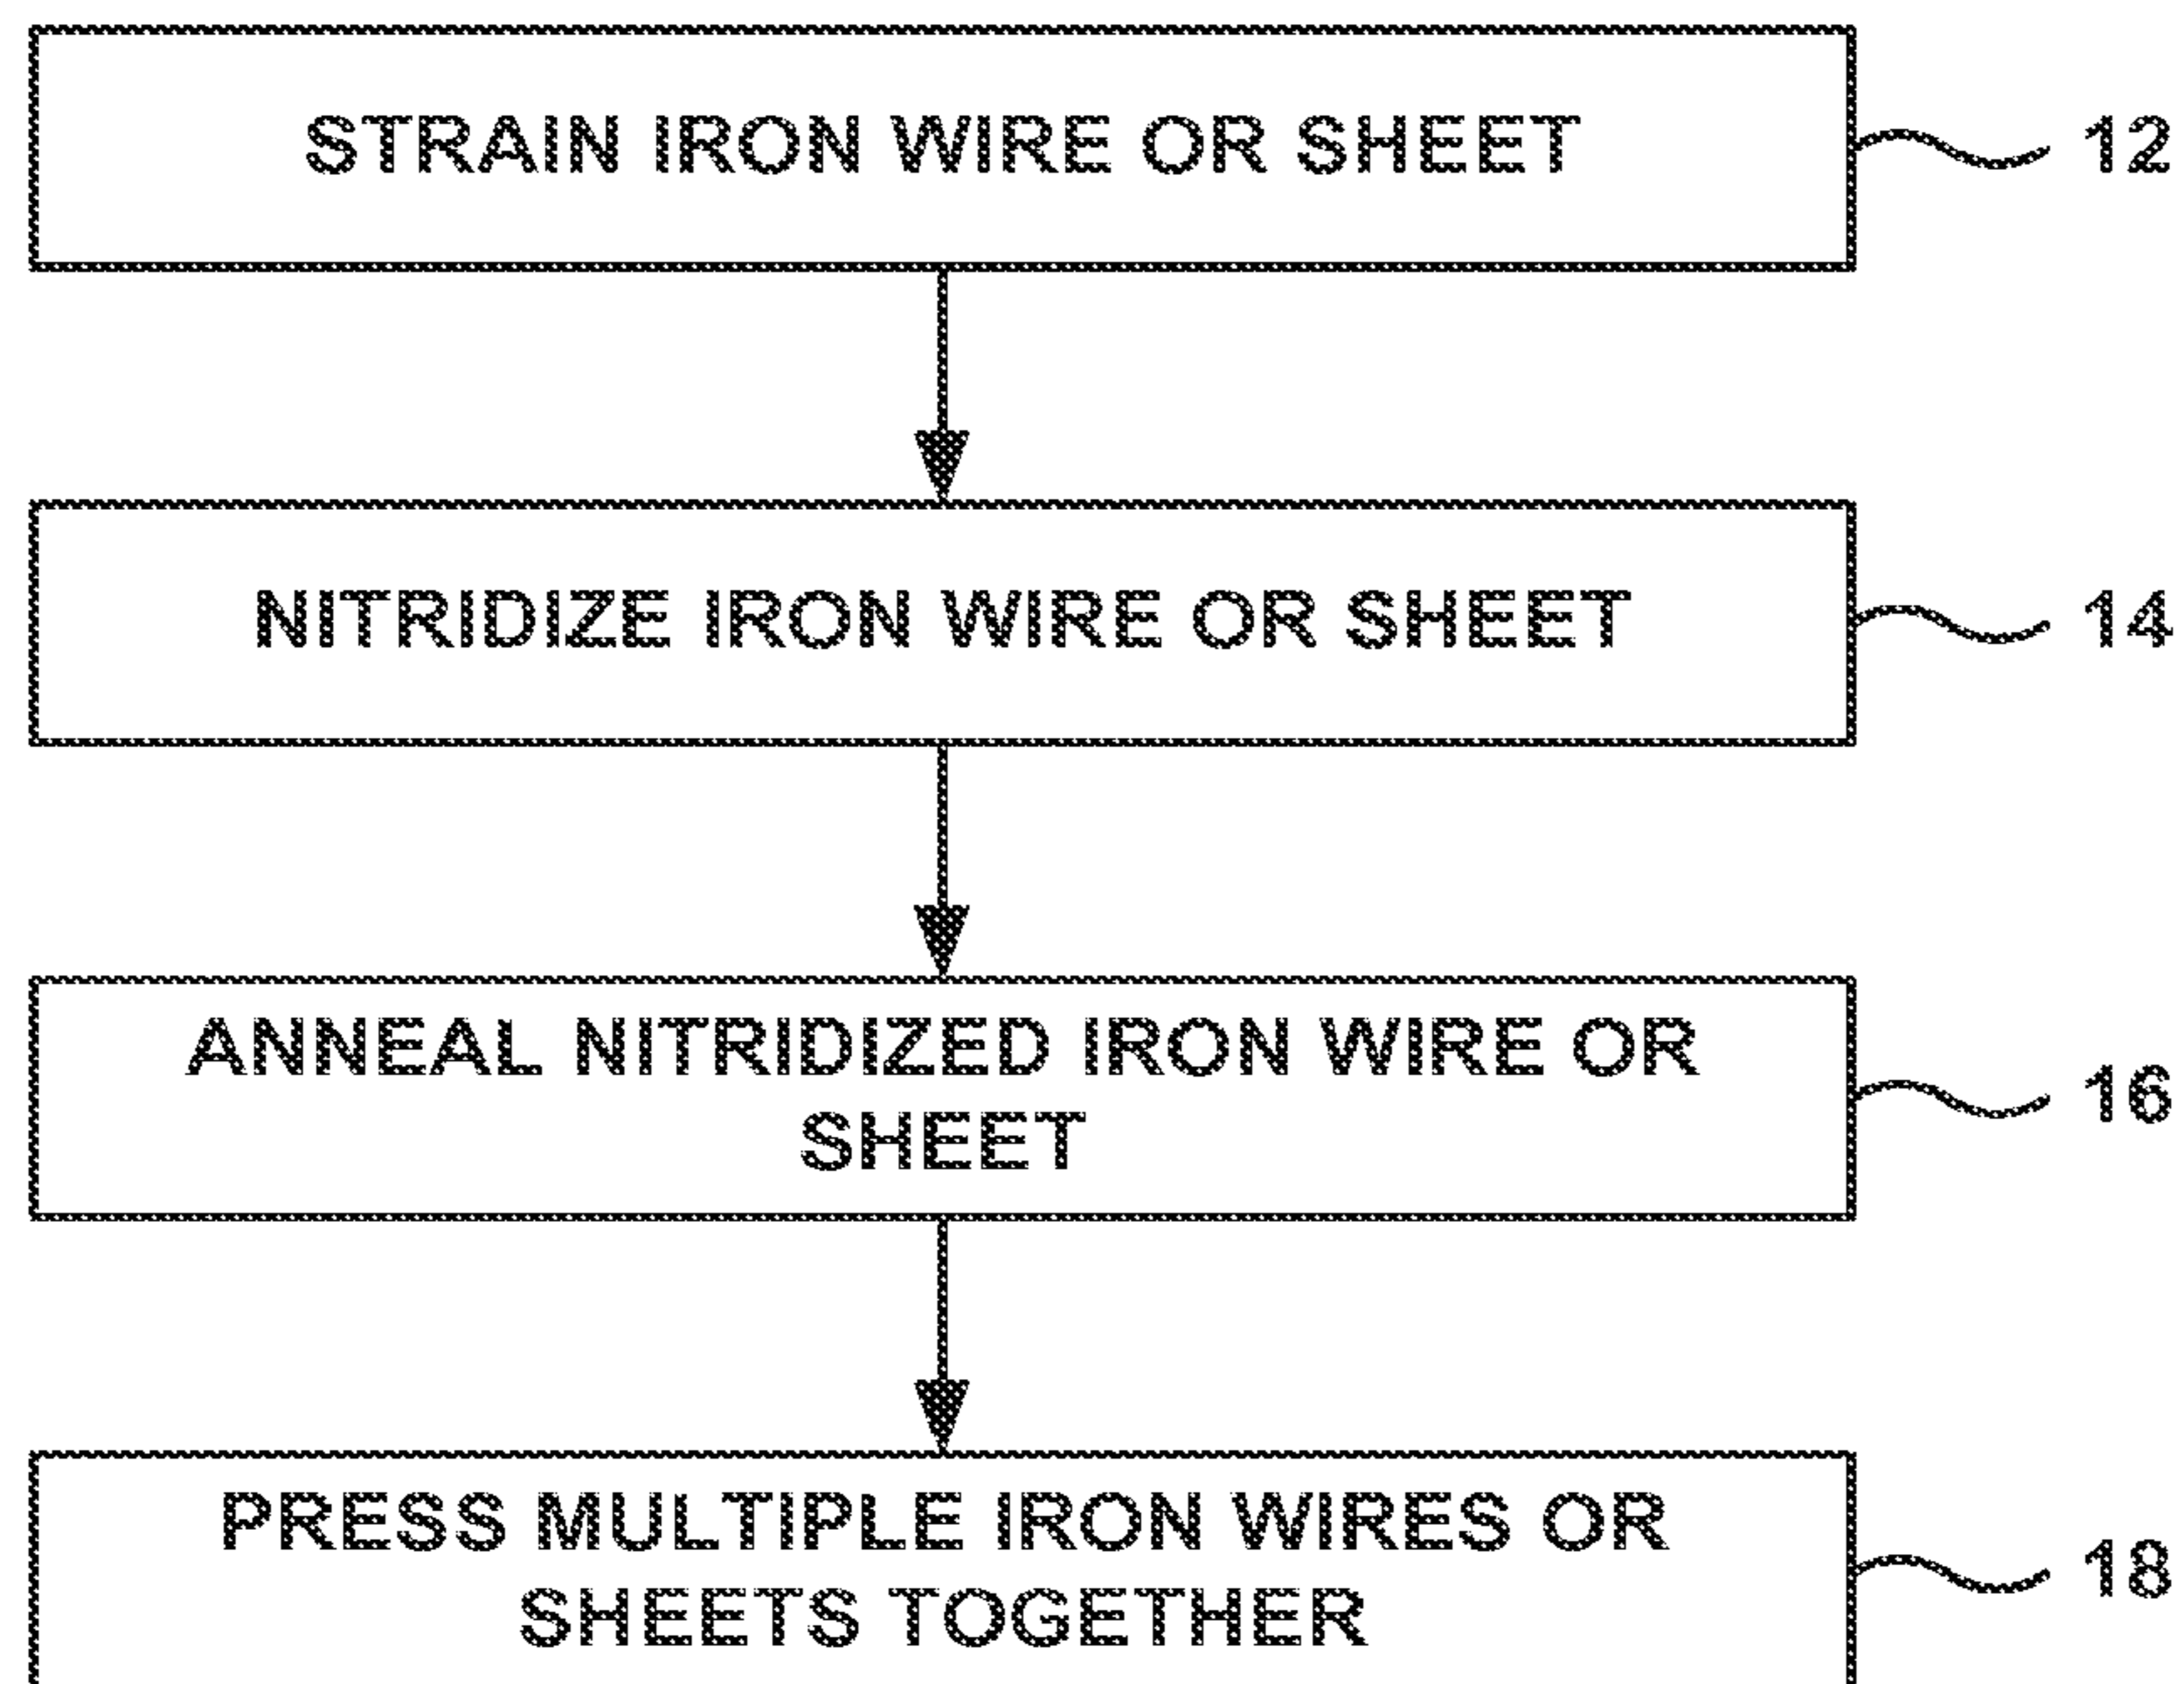 STRAIN IRON WIRE OR SHEET
12
NITRIDIZE IRON WIRE OR SHEET
14
ANNEAL NITRIDIZED IRON WIRE OR
SHEET
16
PRESS MULTIPLE IRON WIRES OR
SHEETS TOGETHER
18